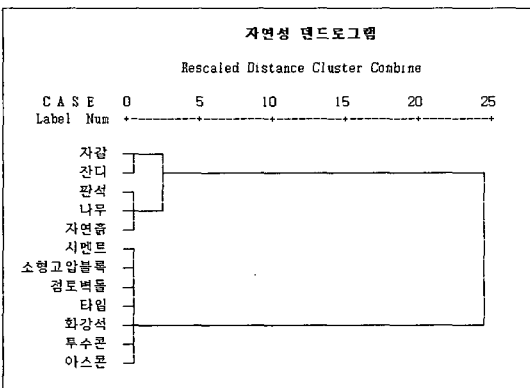 자연성 덴드로그램
Rescaled Distance Cluster Combine
C A S E 0 5 10 15 20 25
Label Num +---------+---------+---------+---------+---------+
자갈
잔디
판석
나무
자연흙
시멘트
소형고압블록
점토벽돌
타일
화강석
투수콘
아스콘